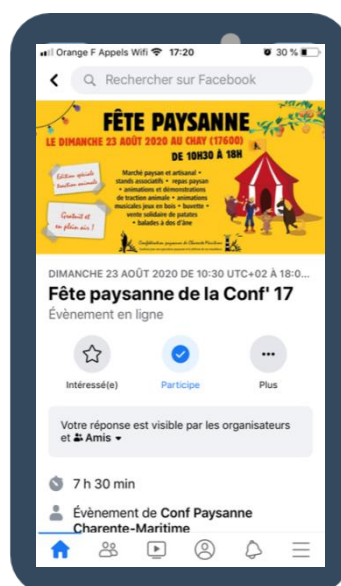 Orange F Appels Wifi 17:20 30 %
Rechercher sur Facebook
FÊTE PAYSANNE
LE DIMANCHE 23 AOÛT 2020 AU CHAY (17600)
DE 10H30 À 18H
Edition spéciale
traction animale
Gratuit et
en plein air !
Marché paysan et artisanal •
stands associatifs • repas paysan
• animations et démonstrations
de traction animale • animations
musicales jeux en bois • buvette •
vente solidaire de patates
• balades à dos d'âne
Confédération paysanne de Charente-Maritime
DIMANCHE 23 AOÛT 2020 DE 10:30 UTC+02 À 18:0...
Fête paysanne de la Conf' 17
Évènement en ligne
Intéressé(e) Participe Plus
Votre réponse est visible par les organisateurs
et Amis
7 h 30 min
Évènement de Conf Paysanne
Charente-Maritime